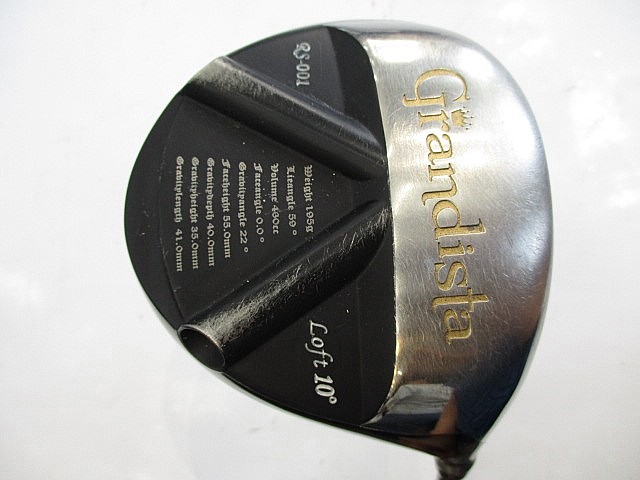 RS-001
Grandista
Weight 195g
Lieangle 59°
Volume 460cc
Faceangle 0.0°
Gravityangle 22°
Faceheight 55.0mm
Gravitydepth 40.0mm
Gravityheight 35.0mm
Gravitylength 41.0mm
Loft 10°